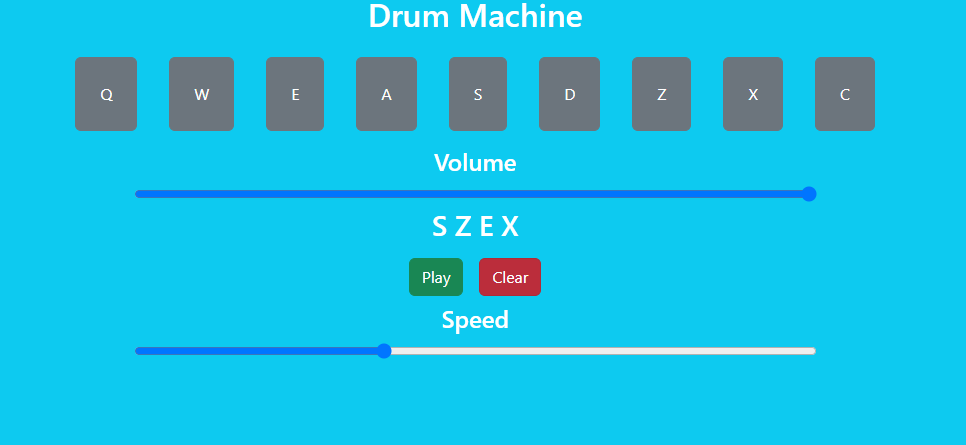 Drum Machine
Q W E A S D Z X C
Volume
S Z E X
Play Clear
Speed